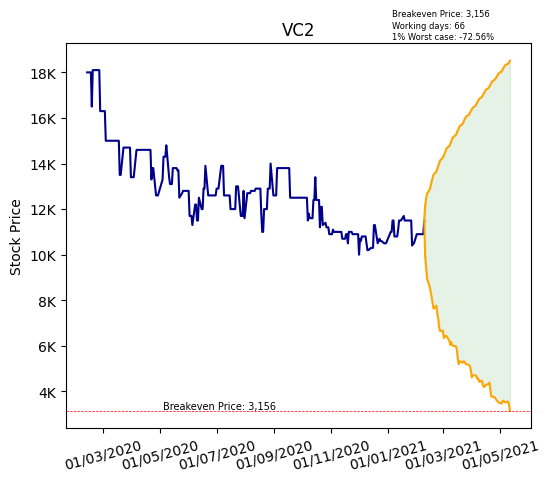 Breakeven Price: 3,156
Working days: 66
1% Worst case: -72.56%
VC2
18K
16K
14K
12K
10K
8K
6K
4K
Stock Price
Breakeven Price: 3,156
01/03/2020
01/05/2020
01/07/2020
01/09/2020
01/11/2020
01/01/2021
01/03/2021
01/05/2021